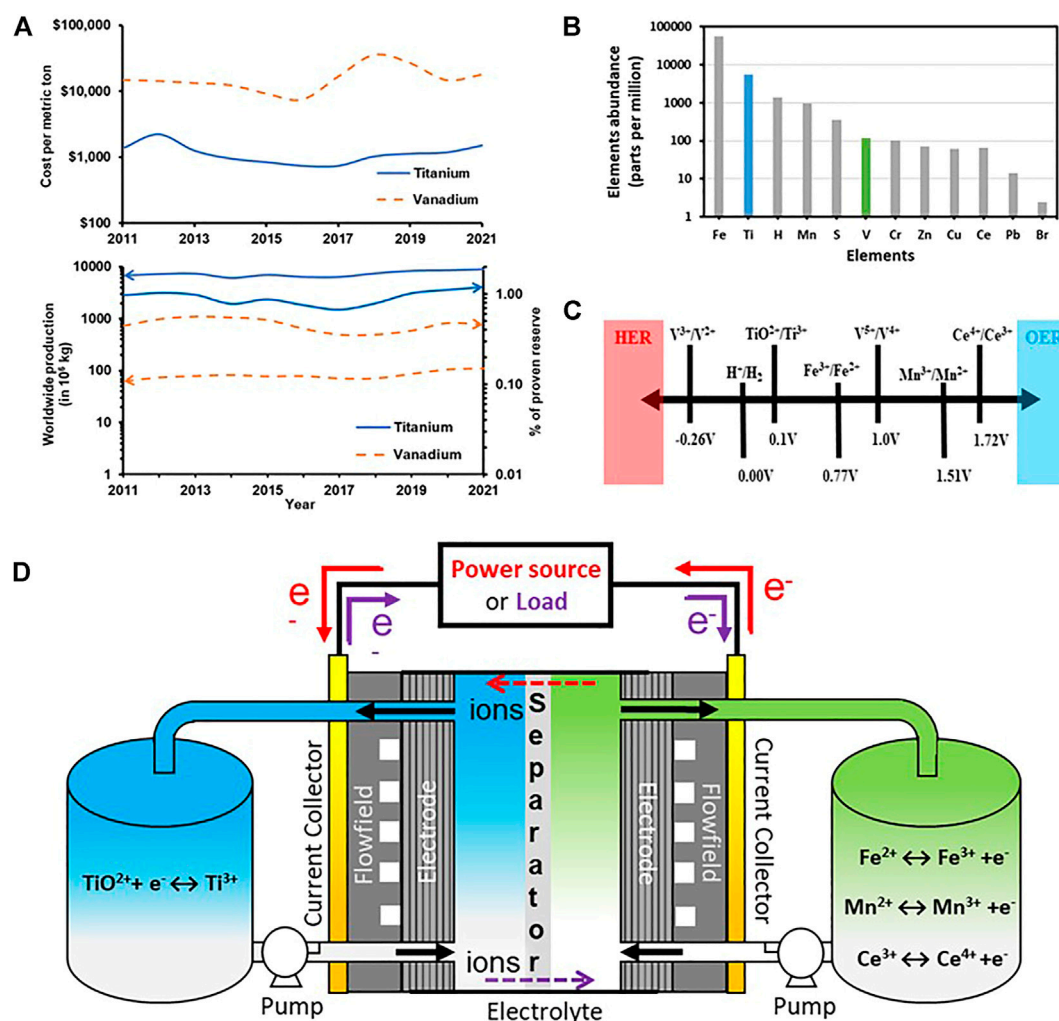 A
$100,000
$10,000
$1,000
$100
Cost per metric ton
Titanium
Vanadium
2011 2013 2015 2017 2019 2021
10000
1000
100
10
1
Worldwide production
(in 10⁶ kg)
1.00
0.10
0.01
% of proven reserve
Titanium
Vanadium
2011 2013 2015 2017 2019 2021
Year
B
100000
10000
1000
100
10
1
Elements abundance
(parts per million)
Fe Ti H Mn S V Cr Zn Cu Ce Pb Br
Elements
C
HER
V³⁺/V²⁺
TiO²⁺/Ti³⁺
V⁵⁺/V⁴⁺
Ce⁴⁺/Ce³⁺
OER
H⁺/H₂
Fe³⁺/Fe²⁺
Mn³⁺/Mn²⁺
-0.26V
0.1V
1.0V
1.72V
0.00V
0.77V
1.51V
D
Power source
or Load
e-
e-
e-
e-
ions
Separator
ions
Current Collector
Flowfield
Electrode
Electrode
Flowfield
Current Collector
TiO²⁺+ e⁻ ↔ Ti³⁺
Fe²⁺ ↔ Fe³⁺ +e⁻
Mn²⁺ ↔ Mn³⁺ +e⁻
Ce³⁺ ↔ Ce⁴⁺ +e⁻
Pump
Electrolyte
Pump